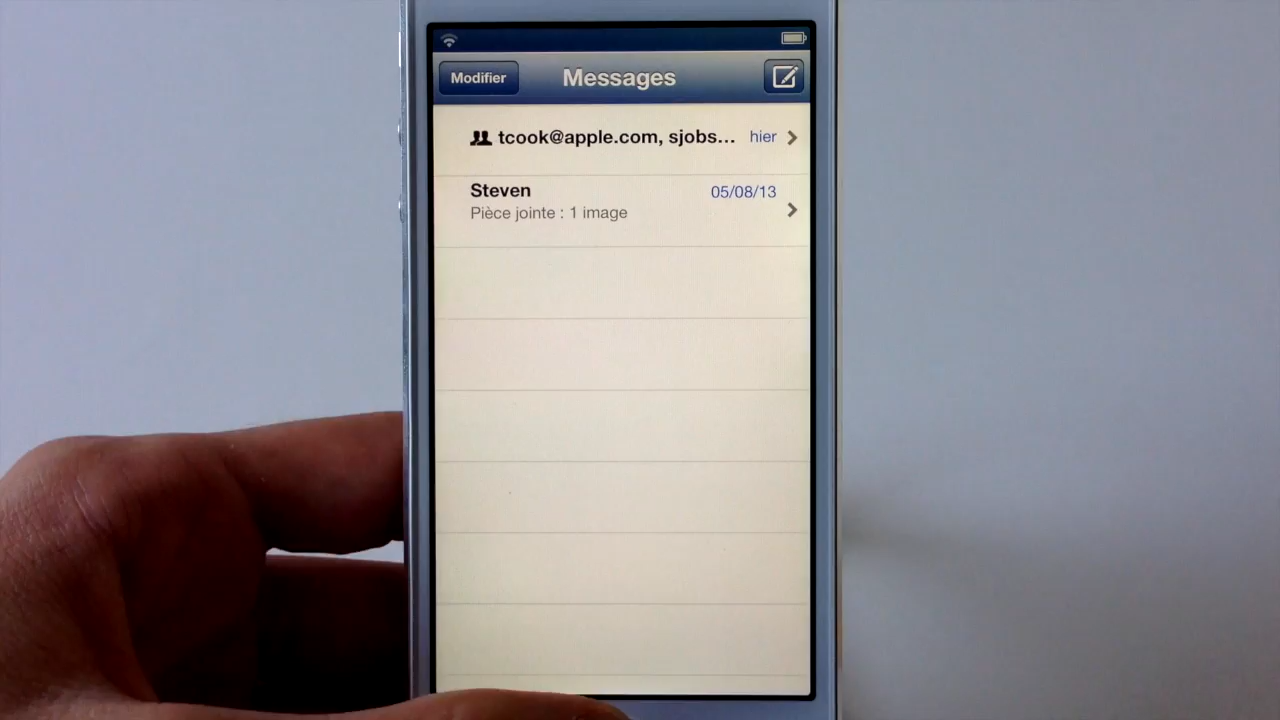 Modifier Messages
tcook@apple.com, sjobs... hier
Steven 05/08/13
Pièce jointe : 1 image